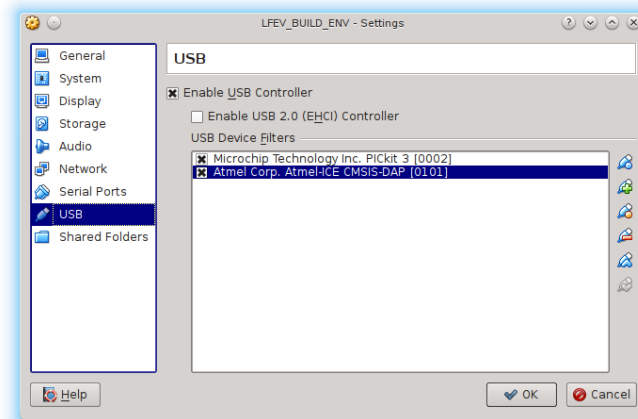 LFEV_BUILD_ENV - Settings
General
System
Display
Storage
Audio
Network
Serial Ports
USB
Shared Folders
USB
Enable USB Controller
Enable USB 2.0 (EHCI) Controller
USB Device Filters
Microchip Technology Inc. PICkit 3 [0002]
Atmel Corp. Atmel-ICE CMSIS-DAP [0101]
Help
OK
Cancel